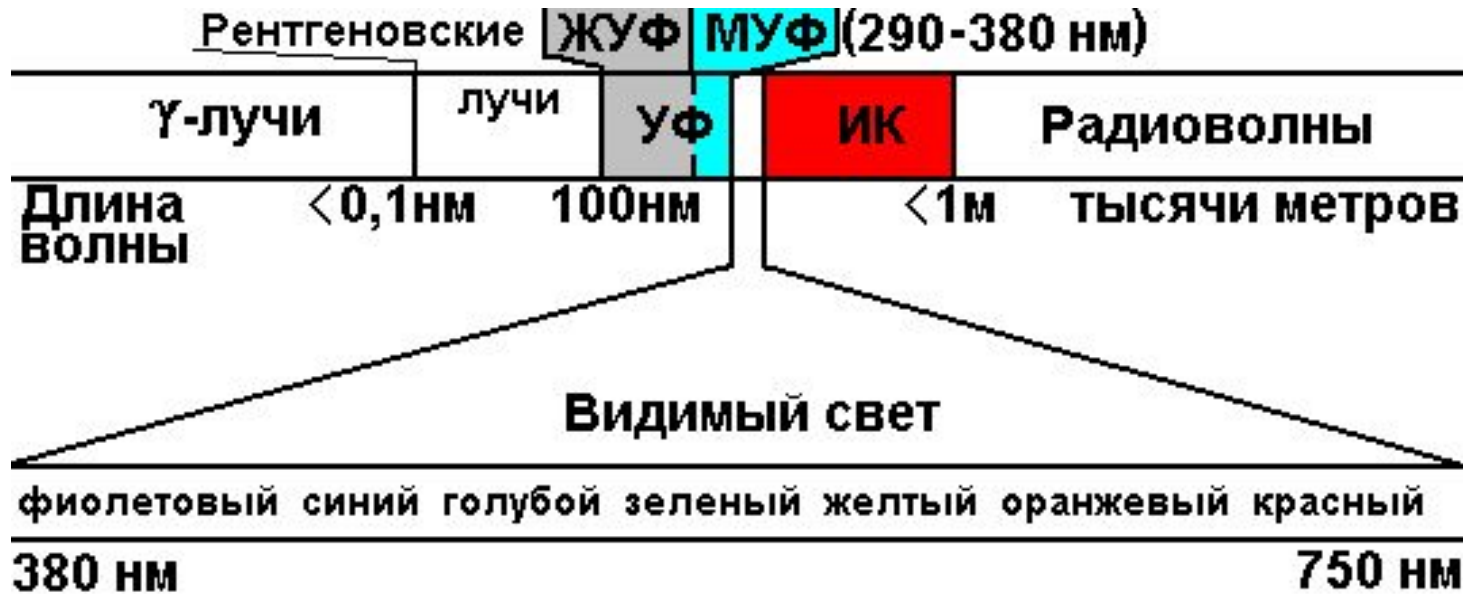 Рентгеновские ЖУФ МУФ (290-380 нм)
γ-лучи лучи УФ ИК Радиоволны
Длина волны <0,1нм 100нм <1м тысячи метров
Видимый свет
фиолетовый синий голубой зеленый желтый оранжевый красный
380 нм 750 нм